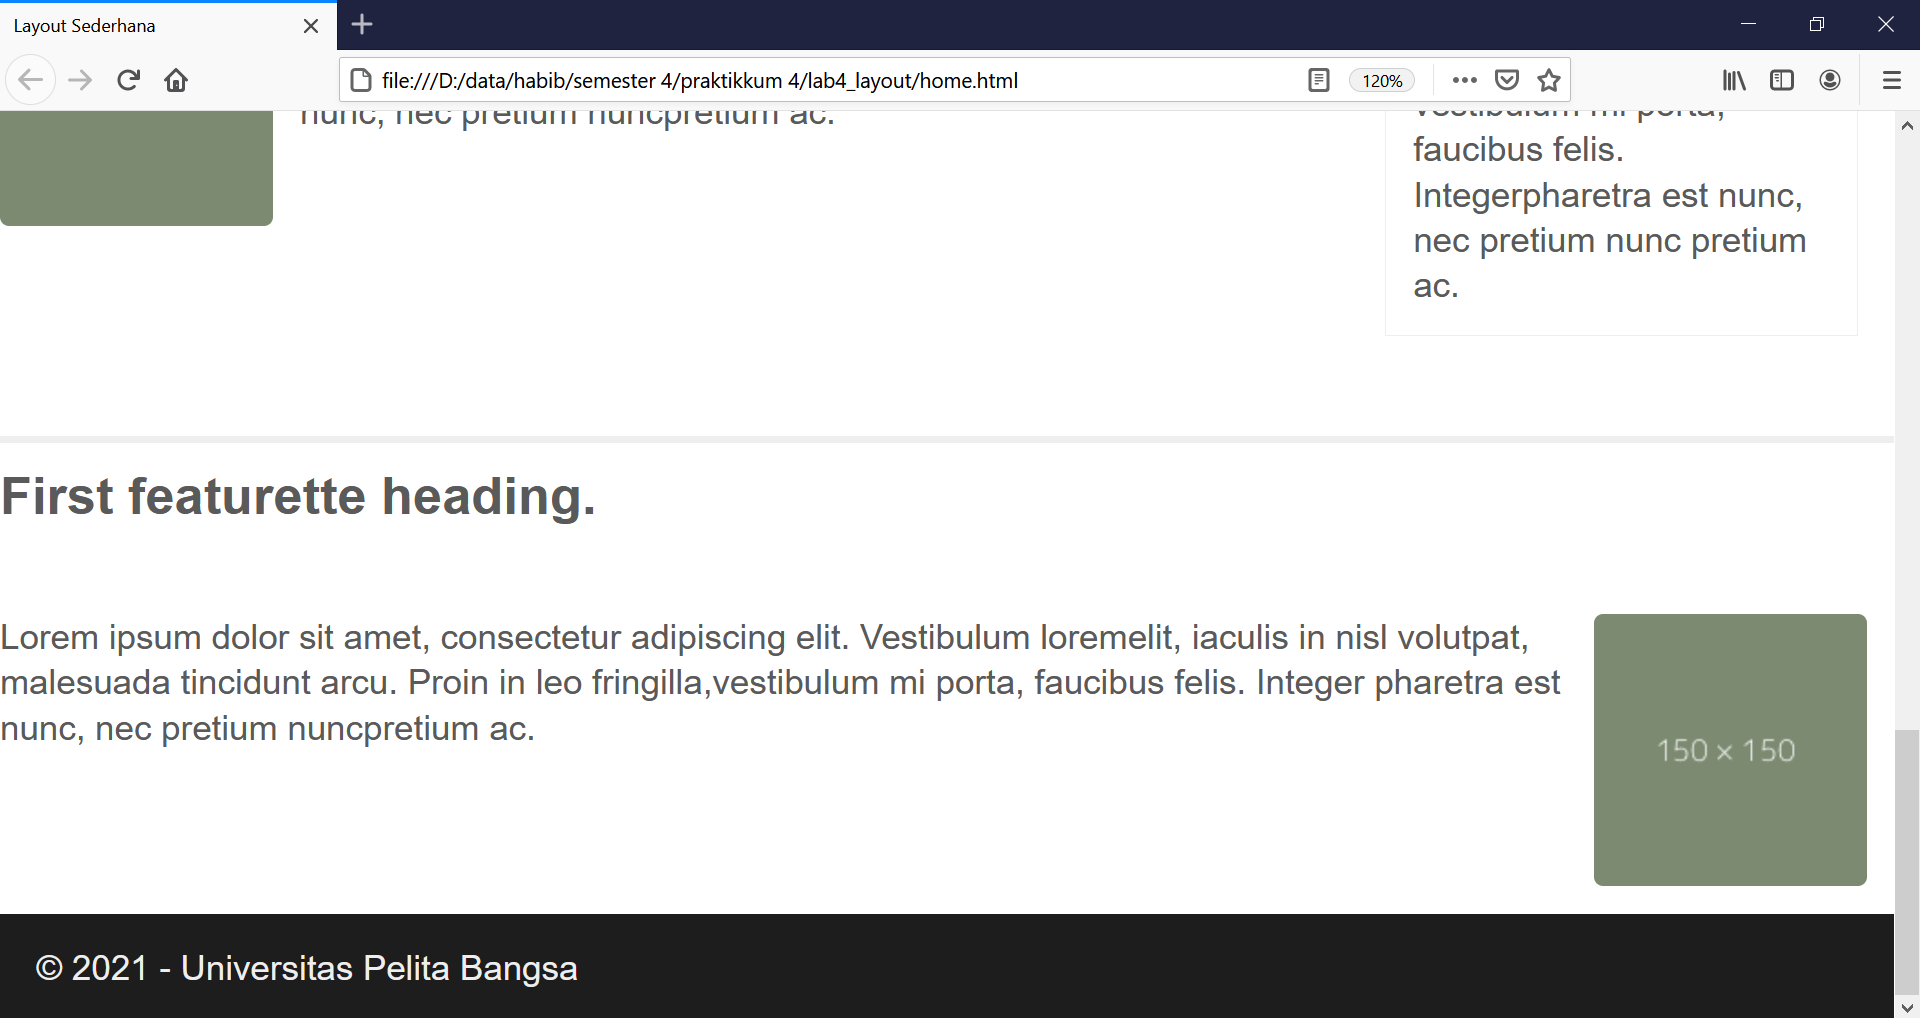 Layout Sederhana
file:///D:/data/habib/semester 4/praktikkum 4/lab4_layout/home.html
120%
nunc, nec pretium nuncpretium ac.
vestibulum mi porta,
faucibus felis.
Integerpharetra est nunc,
nec pretium nunc pretium
ac.
First featurette heading.
Lorem ipsum dolor sit amet, consectetur adipiscing elit. Vestibulum loremelit, iaculis in nisl volutpat,
malesuada tincidunt arcu. Proin in leo fringilla,vestibulum mi porta, faucibus felis. Integer pharetra est
nunc, nec pretium nuncpretium ac.
150 × 150
© 2021 - Universitas Pelita Bangsa